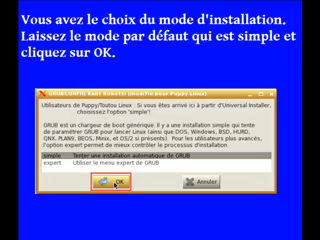 Vous avez le choix du mode d'installation.
Laissez le mode par défaut qui est simple et
cliquez sur OK.
Utilisateurs de Puppy/Toutou Linux : Si vous êtes arrivé ici à partir d'Universal Installer,
choisissez l'option 'simple'!
GRUB est un chargeur de boot générique, il y a une installation simple qui tente
de paramétrer GRUB pour lancer Linux (ainsi que DOS, Windows, BSD, HURD,
QNX, PLAN9, BEOS, Minix, et OS/2 si présents). Pour les utilisateurs plus avancés,
l'option expert permet de mieux contrôler le processus d'installation
simple Tenter une installation automatique de GRUB
expert Utiliser le menu expert de GRUB
OK Annuler